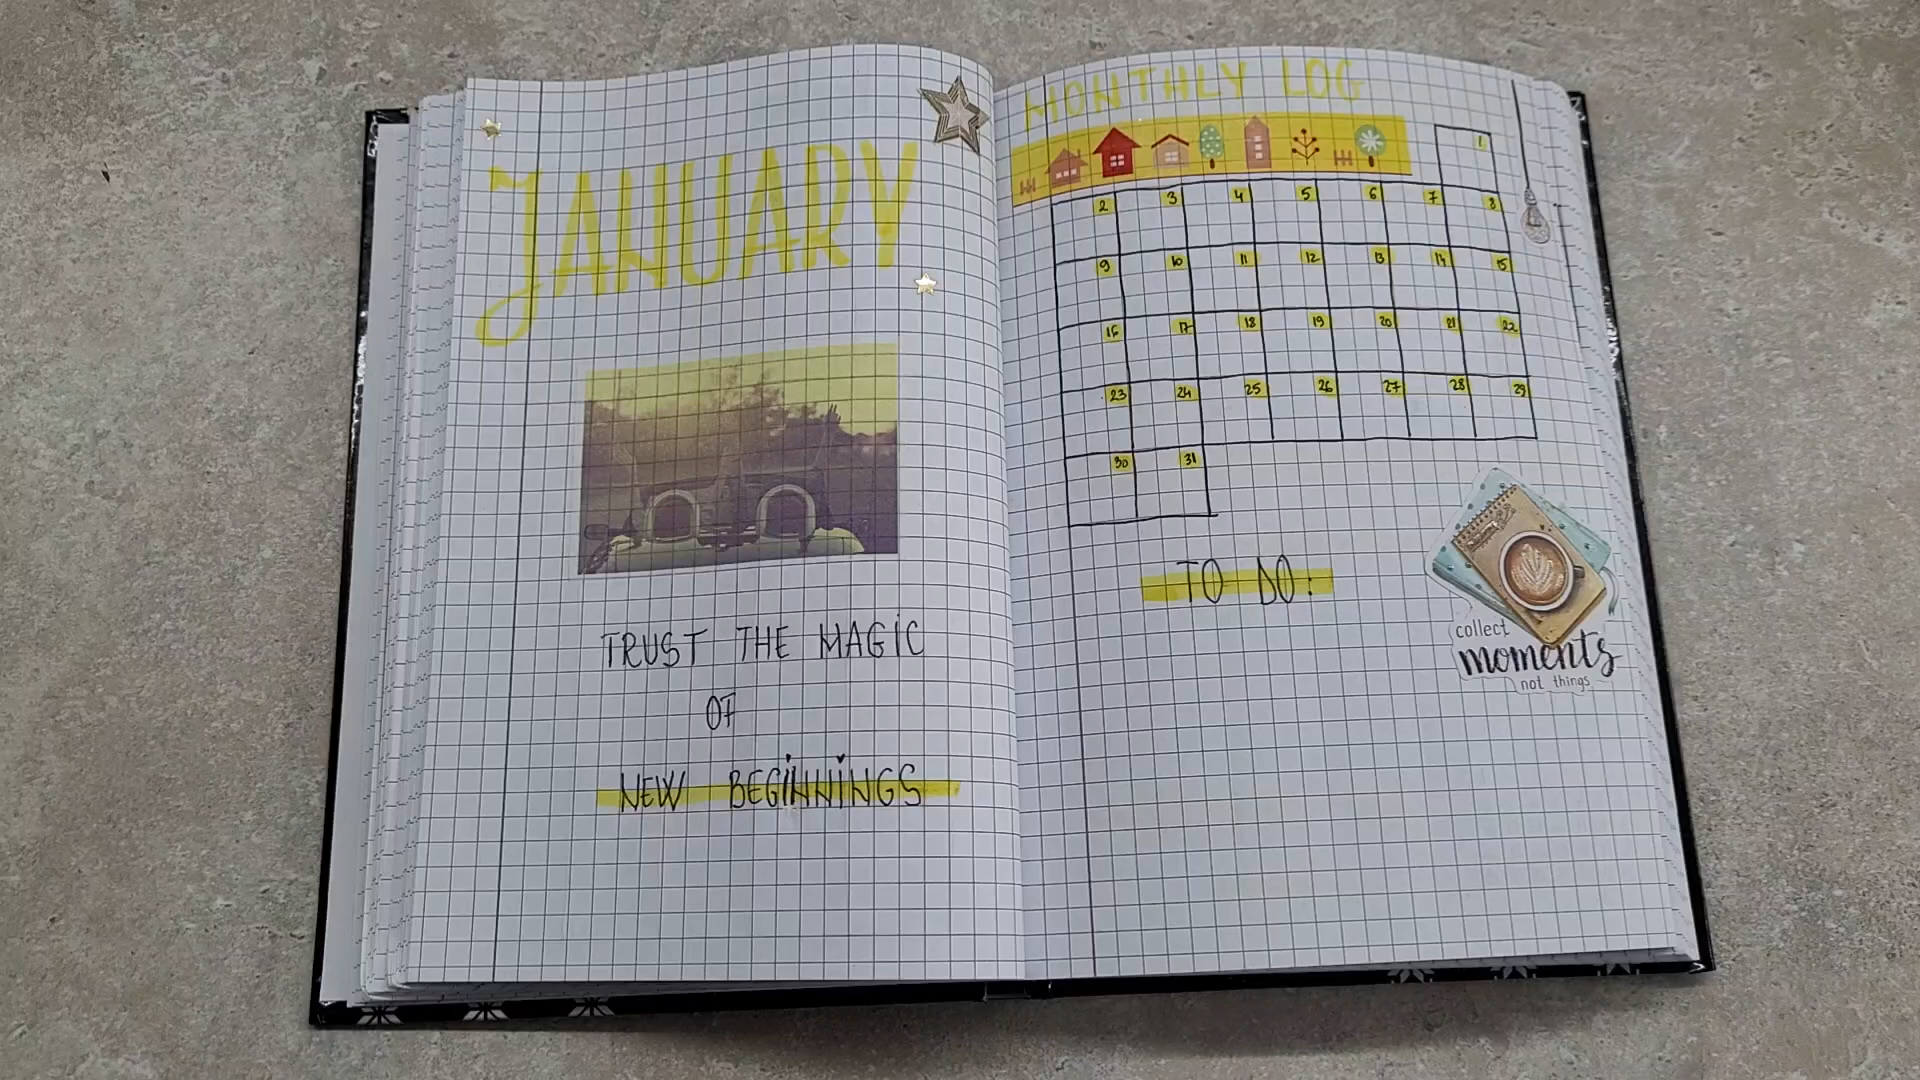 JANUARY
TRUST THE MAGiC
OF
NEW BEGiNNiNGS
MONTHLY LOG
1
2 3 4 5 6 7 8
9 10 11 12 13 14 15
16 17 18 19 20 21 22
23 24 25 26 27 28 29
30 31
TO DO:
collect
moments
not things